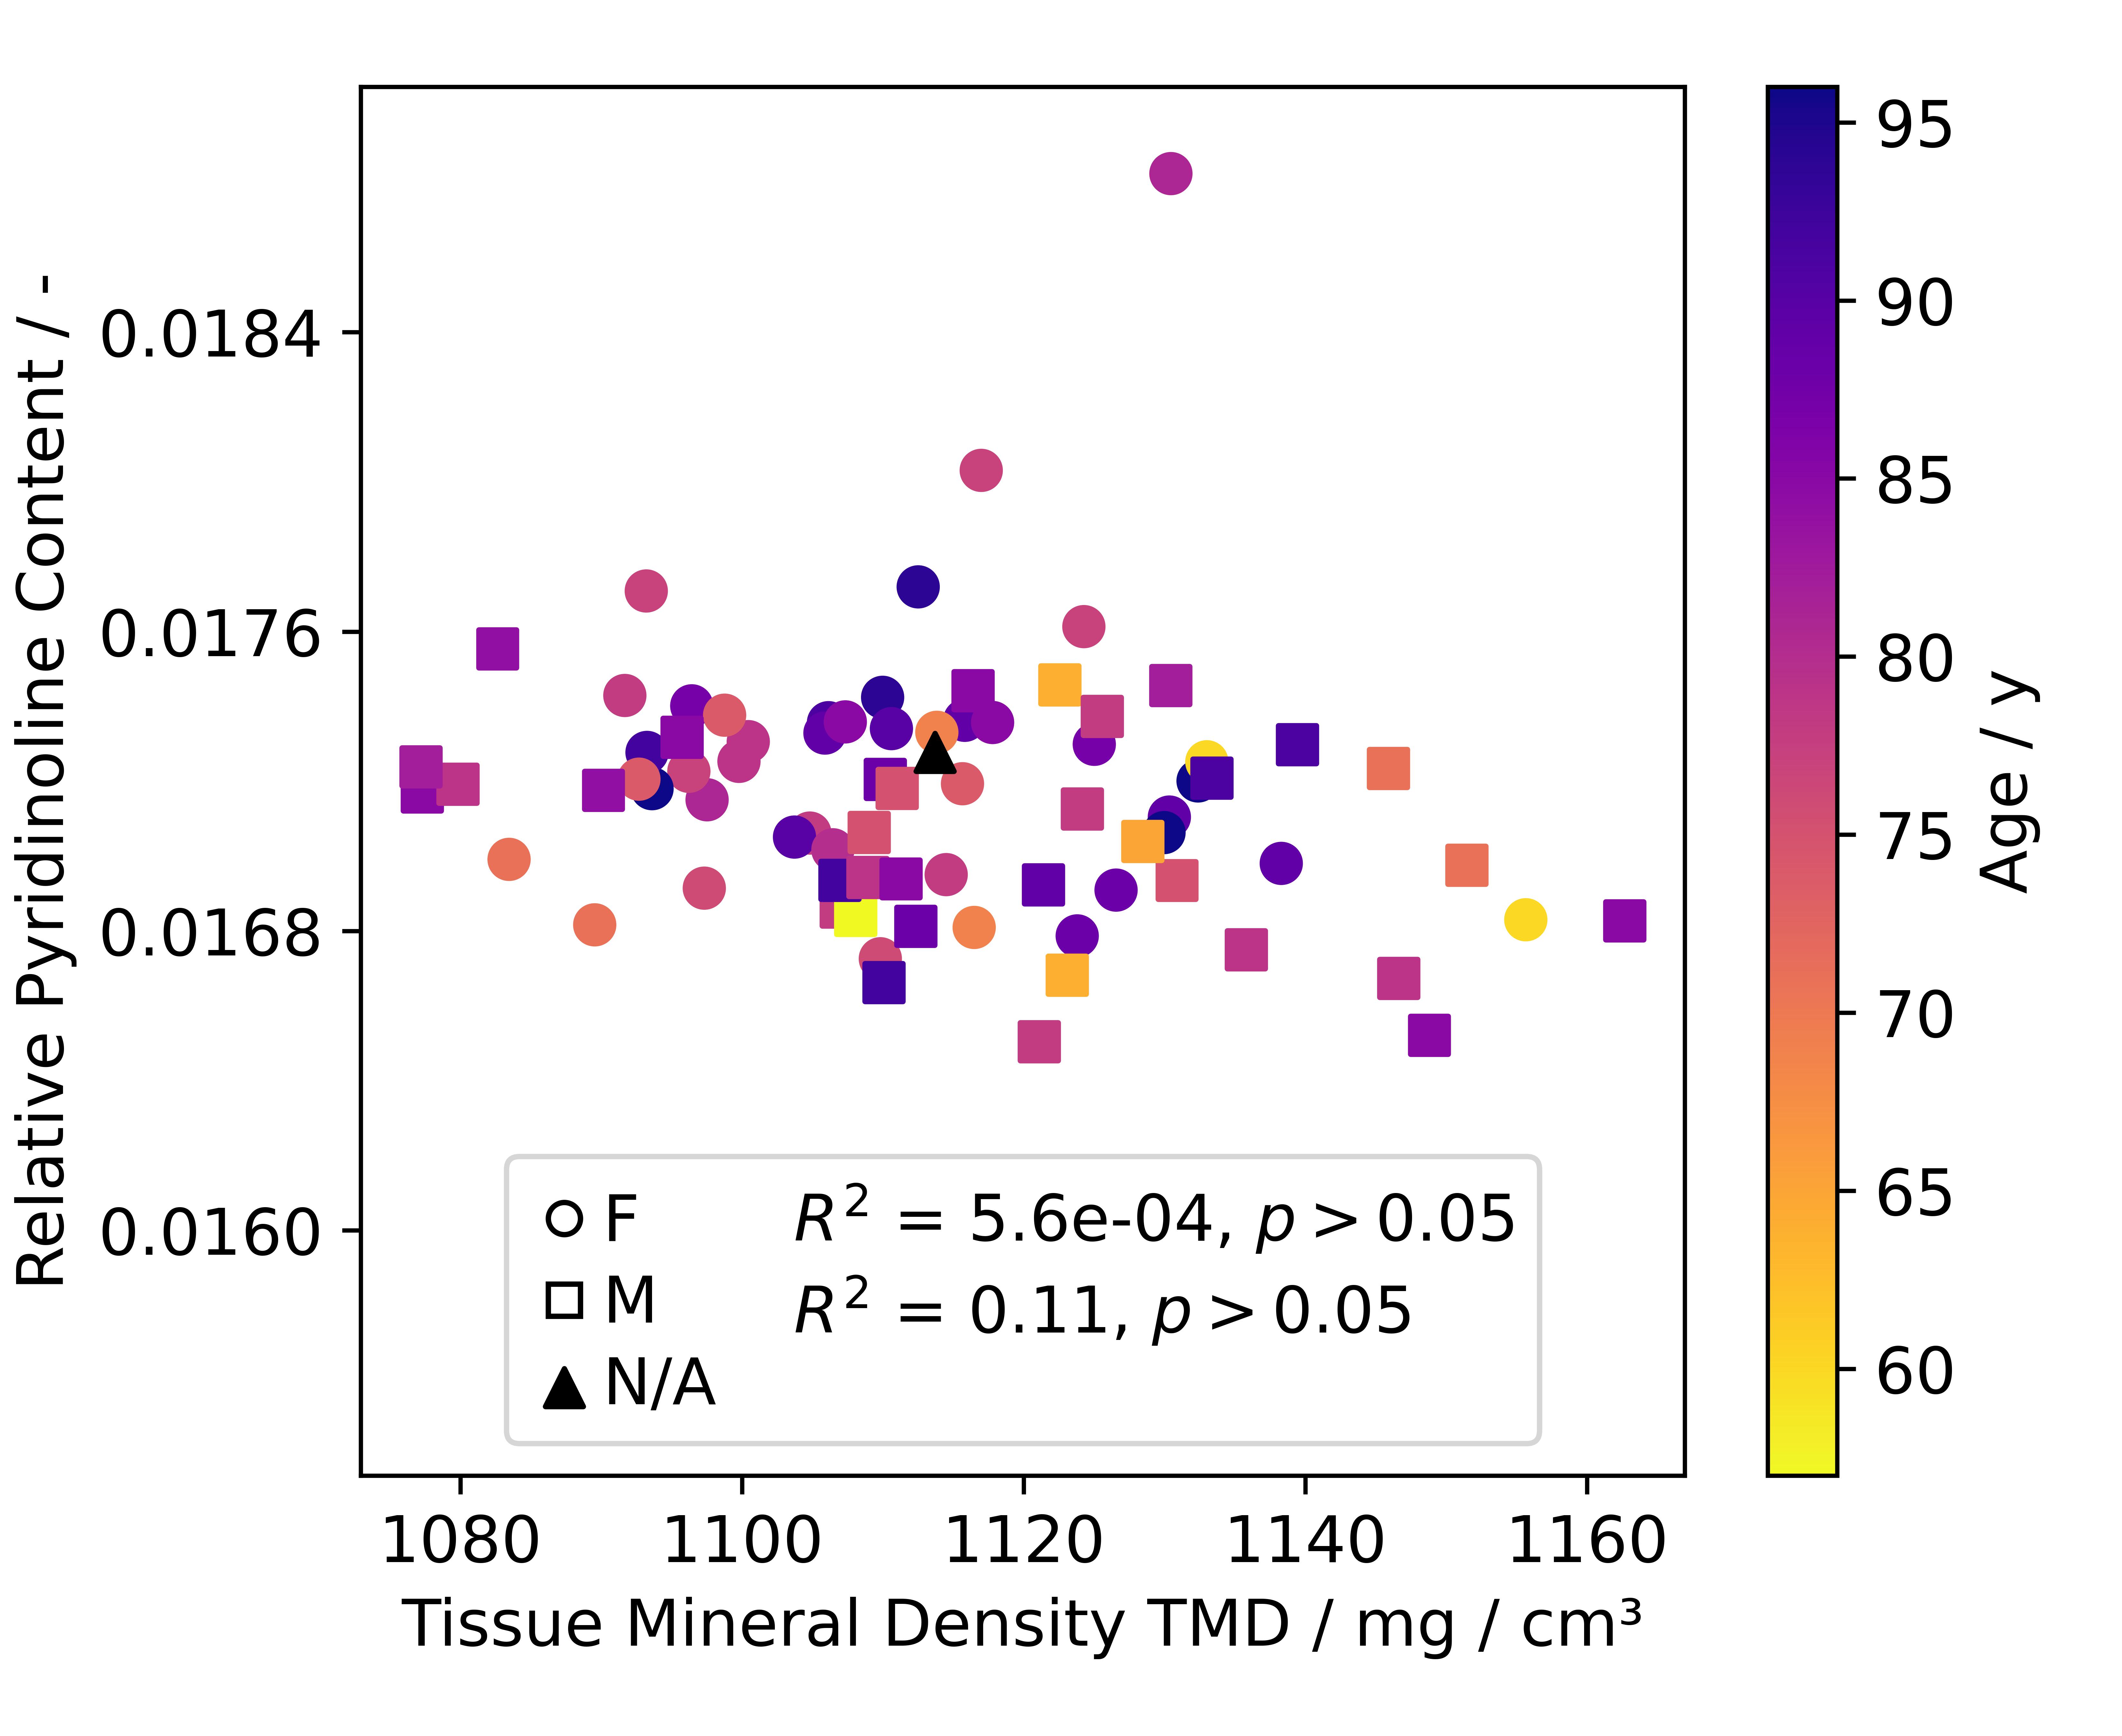 Relative Pyridinoline Content / -
0.0184
0.0176
0.0168
0.0160
F
M
N/A
R² = 5.6e-04, p > 0.05
R² = 0.11, p > 0.05
1080 1100 1120 1140 1160
Tissue Mineral Density TMD / mg / cm³
95
90
85
80
75
70
65
60
Age / y